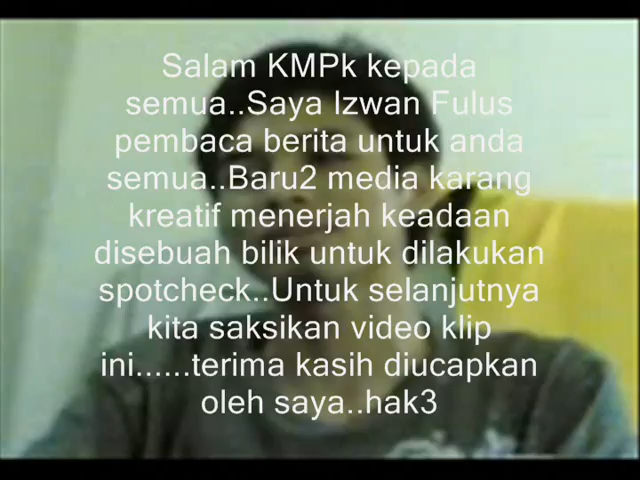 Salam KMPk kepada
semua..Saya Izwan Fulus
pembaca berita untuk anda
semua..Baru2 media karang
kreatif menerjah keadaan
disebuah bilik untuk dilakukan
spotcheck..Untuk selanjutnya
kita saksikan video klip
ini......terima kasih diucapkan
oleh saya..hak3